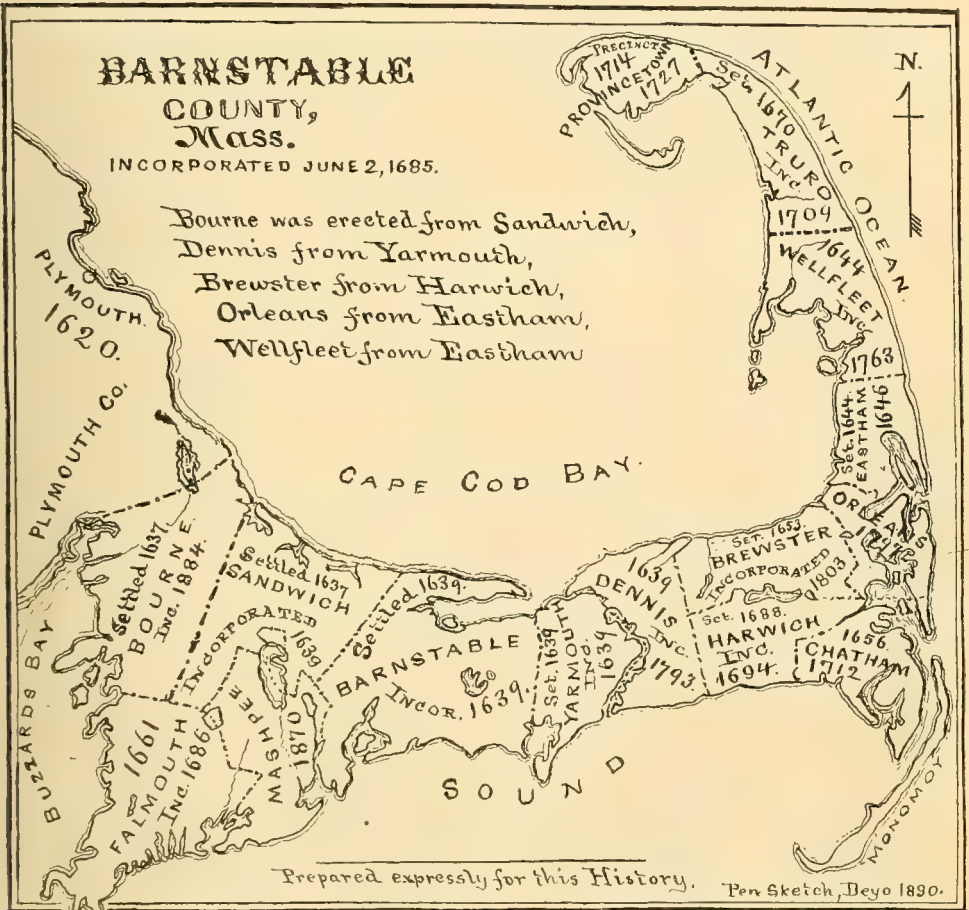 BARNSTABLE
COUNTY,
Mass.
INCORPORATED JUNE 2, 1685.
Bourne was erected from Sandwich,
Dennis from Yarmouth,
Brewster from Harwich,
Orleans from Eastham,
Wellfleet from Eastham
N.
ATLANTIC OCEAN.
PRECINCT
1714
PROVINCETOWN
1727
Set. 1670
TRURO
INC.
1709
1644
WELLFLEET
INC.
1763
Set. 1644.
EASTHAM
1646
ORLEANS
PLYMOUTH.
1620.
PLYMOUTH CO.
CAPE COD BAY.
BUZZARDS BAY
Settled 1637.
BOURNE.
Inc. 1884.
Settled 1637
SANDWICH
INCORPORATED
1639
Settled 1639.
BARNSTABLE
INCOR. 1639.
Set. 1639.
YARMOUTH
INC.
1639
1639
DENNIS
INC.
1793.
SET. 1653.
BREWSTER
INCORPORATED
1803
Set. 1688.
HARWICH
INC.
1694.
1656.
CHATHAM
1712
1661
FALMOUTH
Inc. 1686
MASHPEE
1870
SOUND
MONOMOY
Prepared expressly for this History.
Pen Sketch, Deyo 1890.